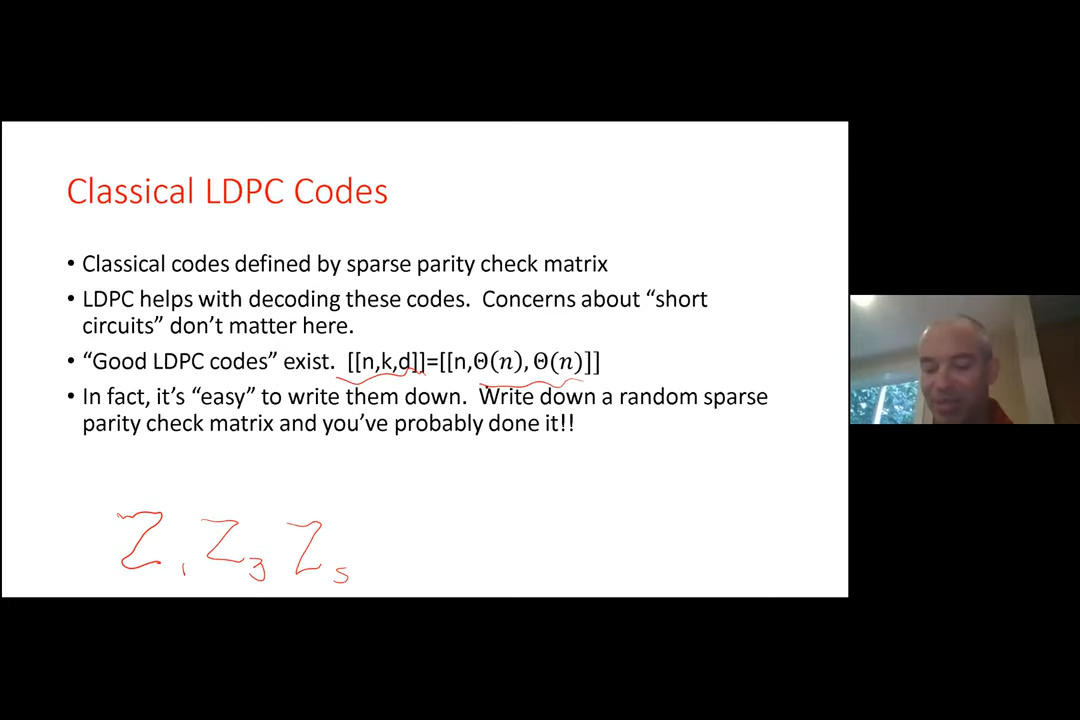 Classical LDPC Codes
• Classical codes defined by sparse parity check matrix
• LDPC helps with decoding these codes. Concerns about “short
circuits” don’t matter here.
• “Good LDPC codes” exist. [[n,k,d]]=[[n,Θ(𝑛), Θ(𝑛)]]
• In fact, it’s “easy” to write them down. Write down a random sparse
parity check matrix and you’ve probably done it!!
Z₁ Z₃ Z₅